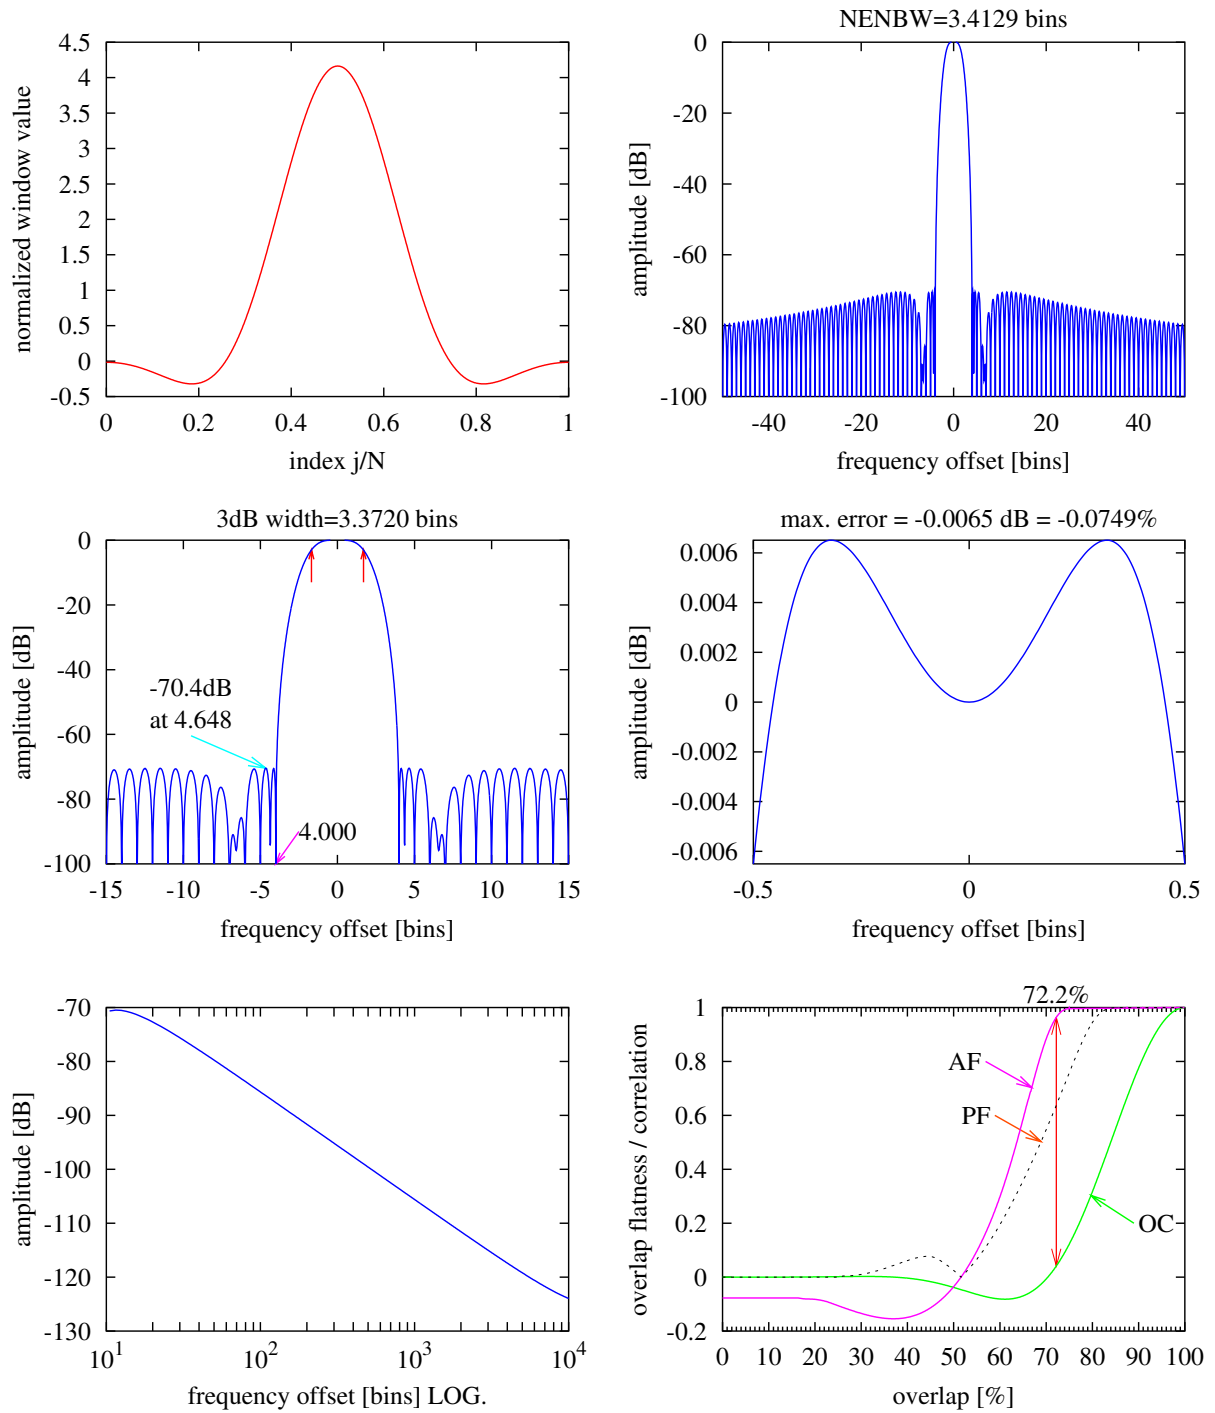 4.5
4
3.5
3
2.5
2
1.5
1
0.5
0
-0.5
0 0.2 0.4 0.6 0.8 1
normalized window value
index j/N
NENBW=3.4129 bins
0
-20
-40
-60
-80
-100
-40 -20 0 20 40
amplitude [dB]
frequency offset [bins]
3dB width=3.3720 bins
0
-20
-40
-60
-80
-100
-15 -10 -5 0 5 10 15
amplitude [dB]
frequency offset [bins]
-70.4dB
at 4.648
4.000
max. error = -0.0065 dB = -0.0749%
0.006
0.004
0.002
0
-0.002
-0.004
-0.006
-0.5 0 0.5
amplitude [dB]
frequency offset [bins]
-70
-80
-90
-100
-110
-120
-130
10^1 10^2 10^3 10^4
amplitude [dB]
frequency offset [bins] LOG.
72.2%
1
0.8
0.6
0.4
0.2
0
-0.2
0 10 20 30 40 50 60 70 80 90 100
overlap flatness / correlation
overlap [%]
AF
PF
OC